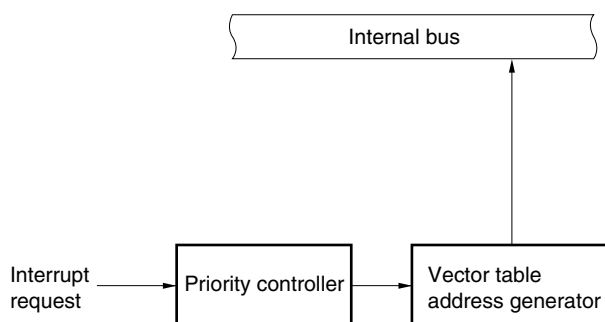 Internal bus
Interrupt
request
Priority controller
Vector table
address generator